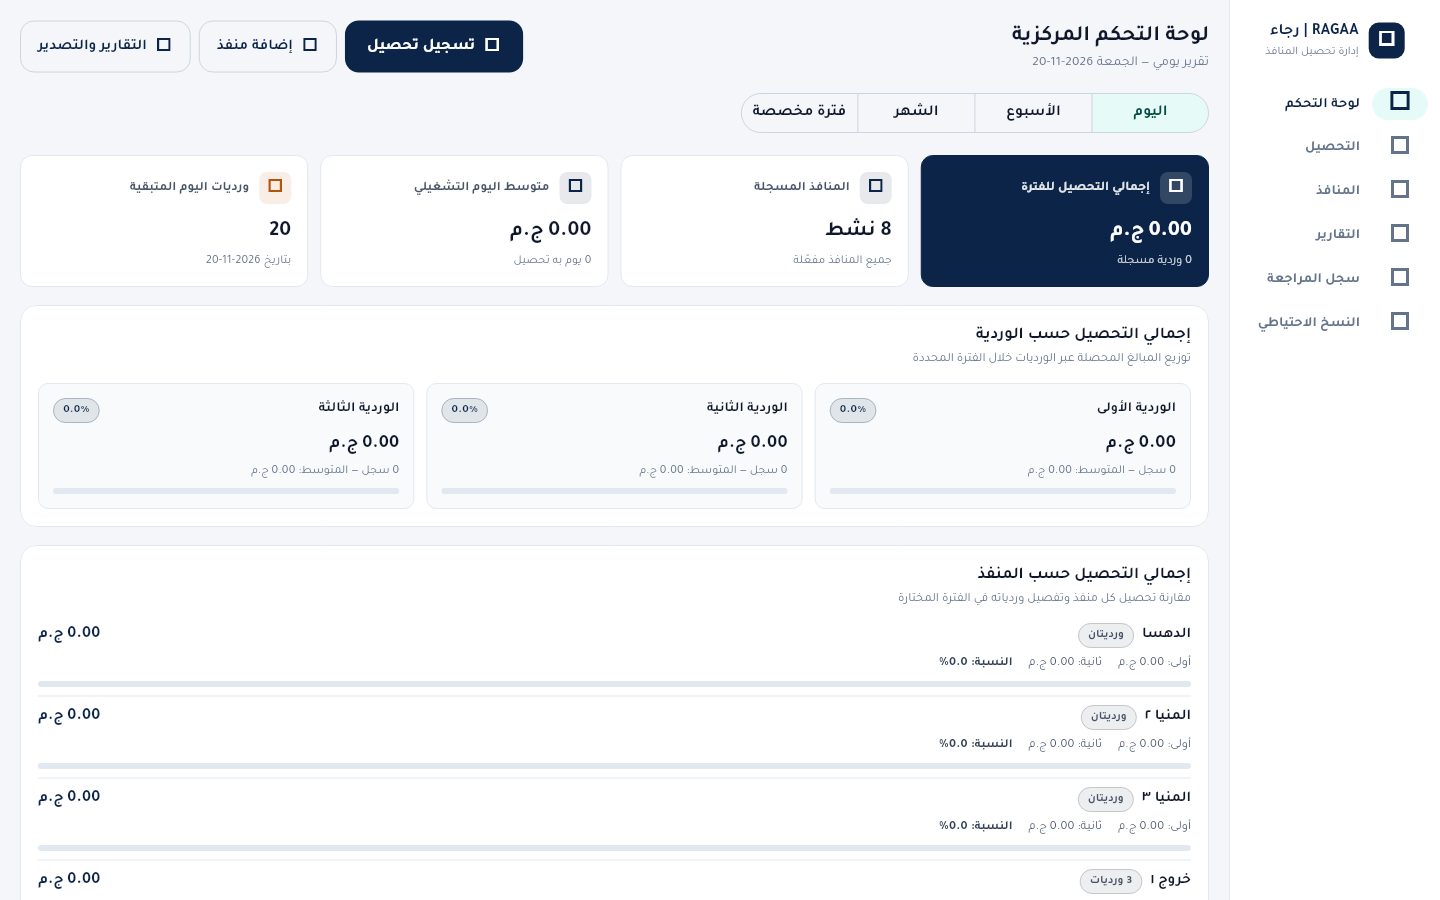 RAGAA | رجاء
إدارة تحصيل المنافذ
لوحة التحكم
التحصيل
المنافذ
التقارير
سجل المراجعة
النسخ الاحتياطي
لوحة التحكم المركزية
تقرير يومي — الجمعة 2026-11-20
تسجيل تحصيل
إضافة منفذ
التقارير والتصدير
اليوم
الأسبوع
الشهر
فترة مخصصة
إجمالي التحصيل للفترة
0.00 ج.م
0 وردية مسجلة
المنافذ المسجلة
8 نشط
جميع المنافذ مفعّلة
متوسط اليوم التشغيلي
0.00 ج.م
0 يوم به تحصيل
ورديات اليوم المتبقية
20
بتاريخ 2026-11-20
إجمالي التحصيل حسب الوردية
توزيع المبالغ المحصلة عبر الورديات خلال الفترة المحددة
الوردية الأولى
0.0%
0.00 ج.م
0 سجل — المتوسط: 0.00 ج.م
الوردية الثانية
0.0%
0.00 ج.م
0 سجل — المتوسط: 0.00 ج.م
الوردية الثالثة
0.0%
0.00 ج.م
0 سجل — المتوسط: 0.00 ج.م
إجمالي التحصيل حسب المنفذ
مقارنة تحصيل كل منفذ وتفصيل وردياته في الفترة المختارة
الدهسا ورديتان 0.00 ج.م
أولى: 0.00 ج.م ثانية: 0.00 ج.م النسبة: 0.0%
المنيا ٢ ورديتان 0.00 ج.م
أولى: 0.00 ج.م ثانية: 0.00 ج.م النسبة: 0.0%
المنيا ٣ ورديتان 0.00 ج.م
أولى: 0.00 ج.م ثانية: 0.00 ج.م النسبة: 0.0%
خروج ١ 3 ورديات 0.00 ج.م